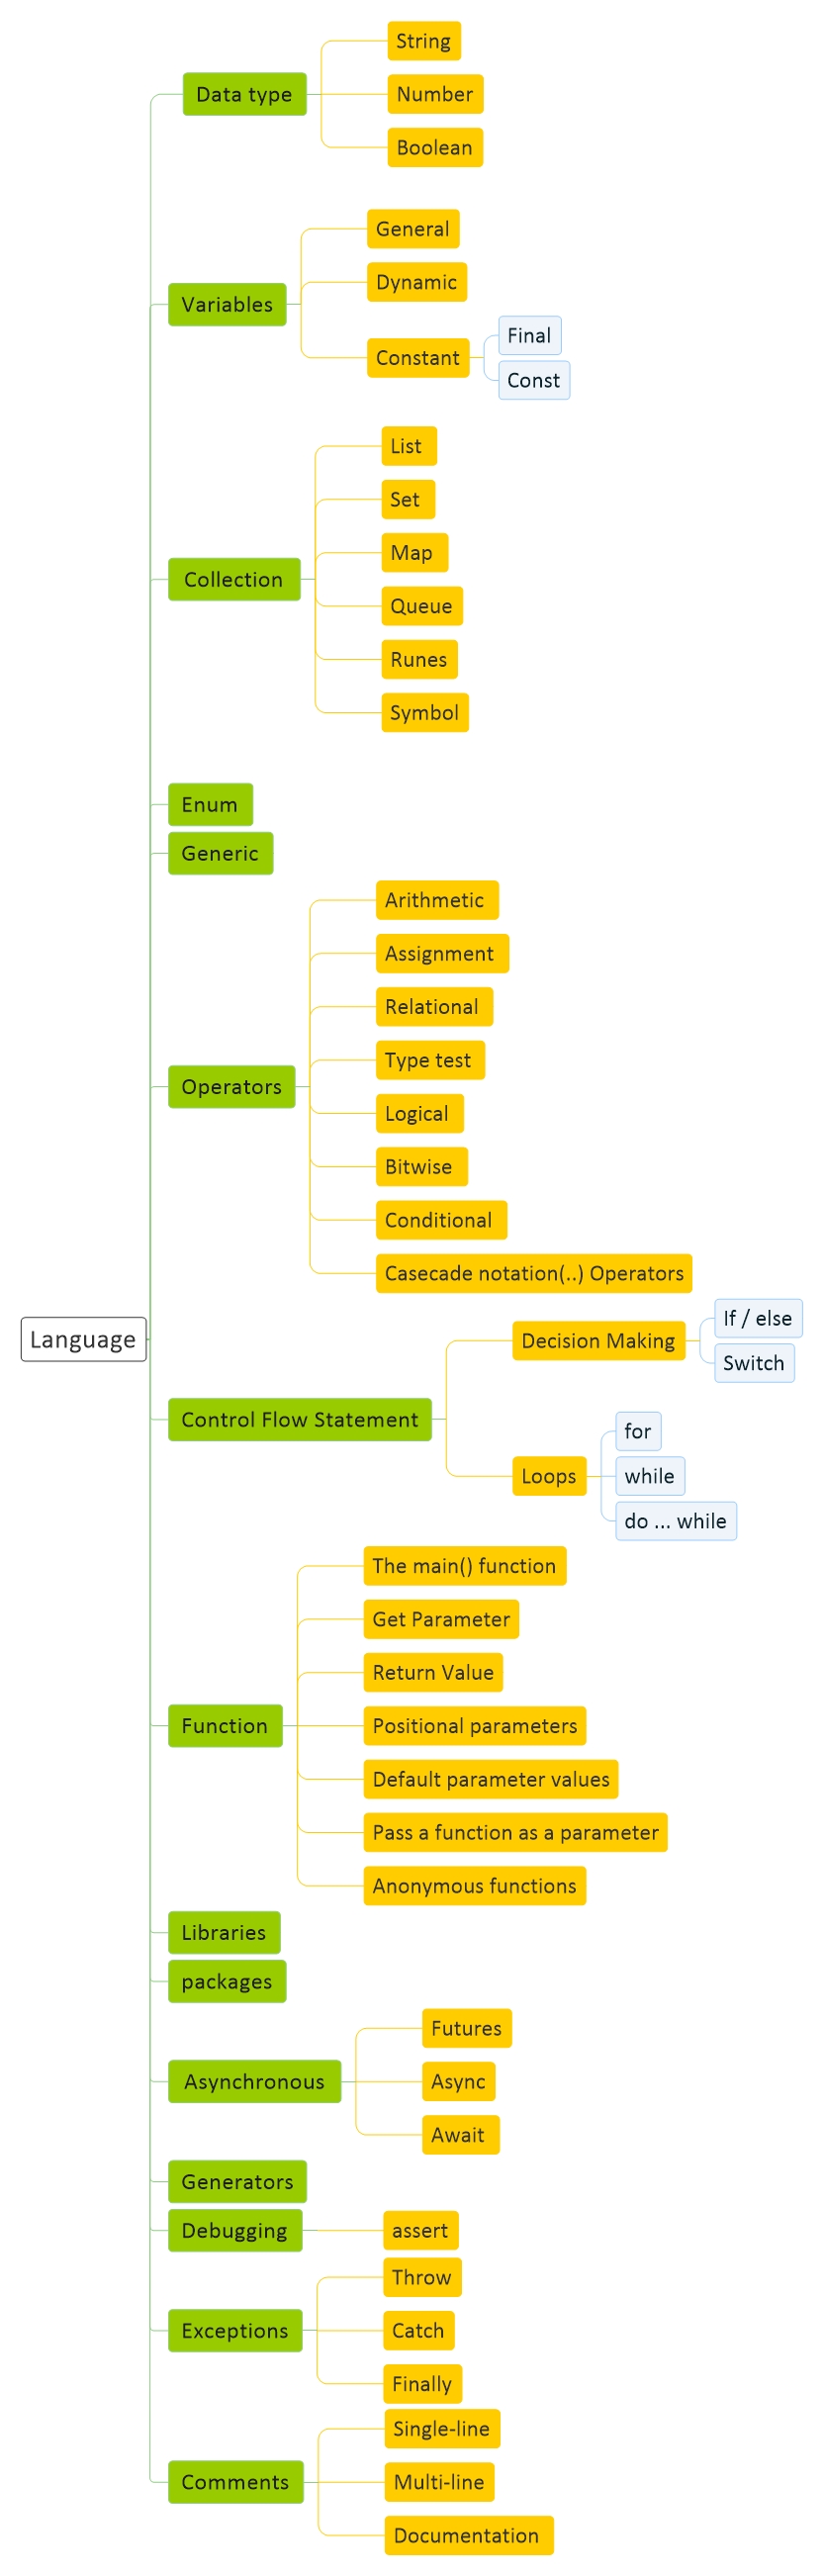 Language
Data type
String
Number
Boolean
Variables
General
Dynamic
Constant
Final
Const
Collection
List
Set
Map
Queue
Runes
Symbol
Enum
Generic
Operators
Arithmetic
Assignment
Relational
Type test
Logical
Bitwise
Conditional
Casecade notation(..) Operators
Control Flow Statement
Decision Making
If / else
Switch
Loops
for
while
do ... while
Function
The main() function
Get Parameter
Return Value
Positional parameters
Default parameter values
Pass a function as a parameter
Anonymous functions
Libraries
packages
Asynchronous
Futures
Async
Await
Generators
Debugging
assert
Exceptions
Throw
Catch
Finally
Comments
Single-line
Multi-line
Documentation